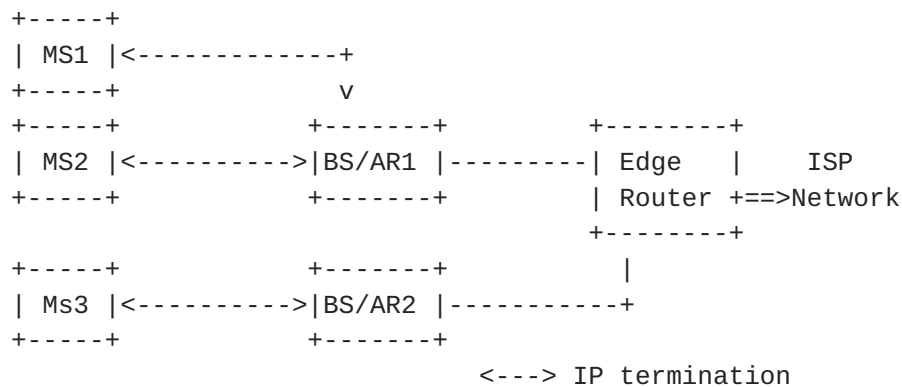 +-----+
| MS1 |<-------------+
+-----+             v
+-----+           +-------+         +--------+
| MS2 |<---------->|BS/AR1 |---------| Edge   |    ISP
+-----+           +-------+         | Router +==>Network
                                    +--------+
+-----+           +-------+           |
| Ms3 |<---------->|BS/AR2 |-----------+
+-----+           +-------+
                             <---> IP termination